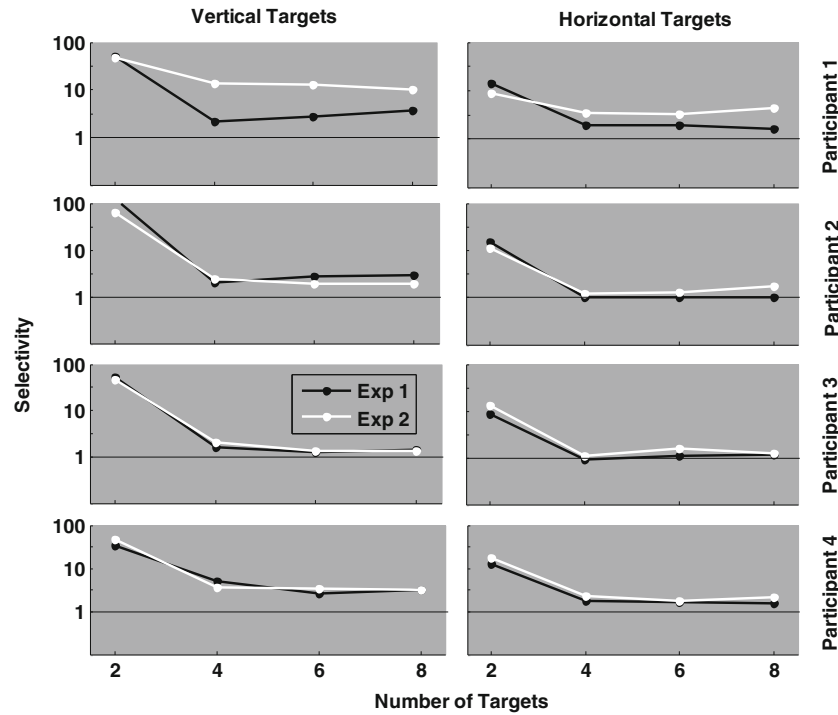 Vertical Targets
Horizontal Targets
100
10
1
Participant 1
100
10
1
Participant 2
Selectivity
100
10
1
Exp 1
Exp 2
Participant 3
100
10
1
Participant 4
2 4 6 8
2 4 6 8
Number of Targets